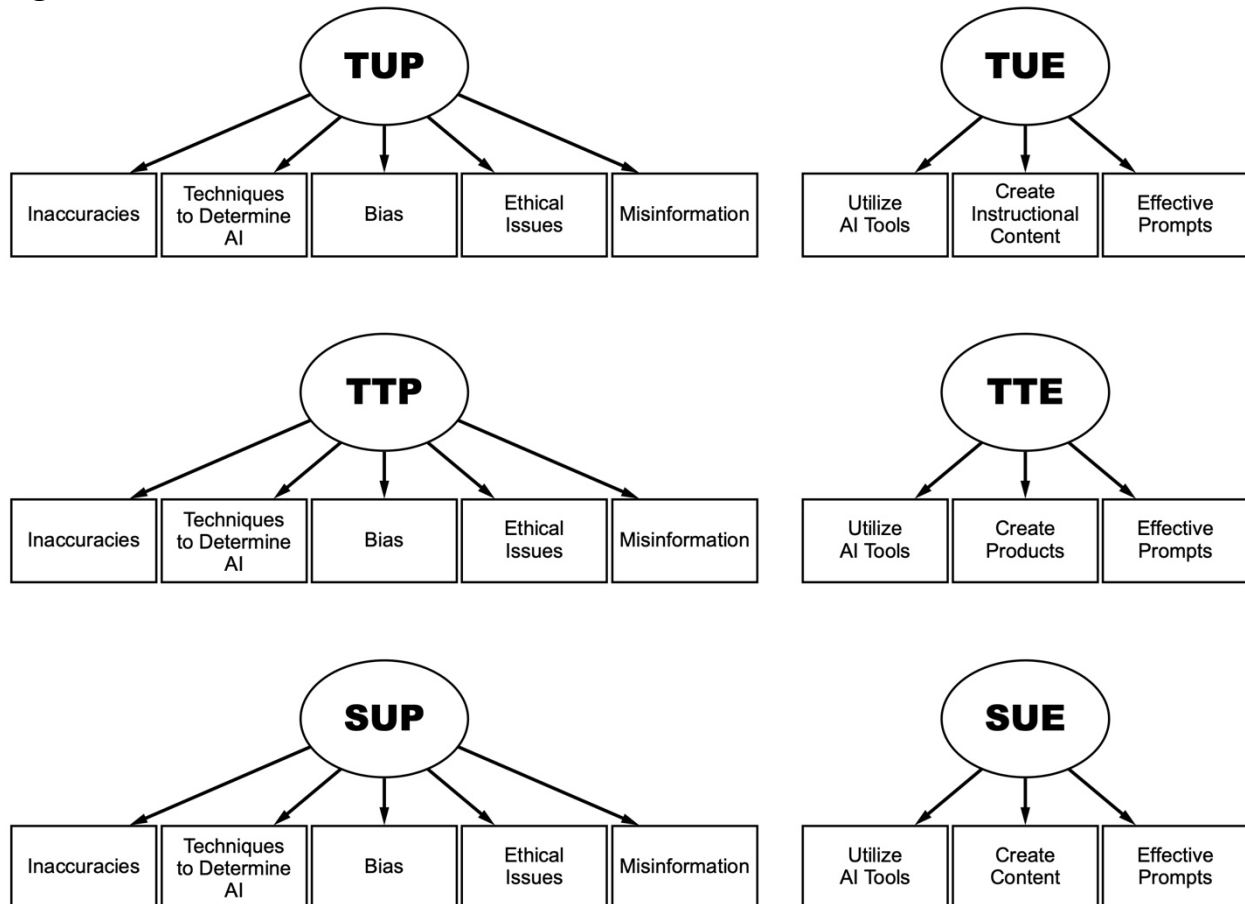 TUP
Inaccuracies
Techniques
to Determine
AI
Bias
Ethical
Issues
Misinformation
TUE
Utilize
AI Tools
Create
Instructional
Content
Effective
Prompts
TTP
Inaccuracies
Techniques
to Determine
AI
Bias
Ethical
Issues
Misinformation
TTE
Utilize
AI Tools
Create
Products
Effective
Prompts
SUP
Inaccuracies
Techniques
to Determine
AI
Bias
Ethical
Issues
Misinformation
SUE
Utilize
AI Tools
Create
Content
Effective
Prompts